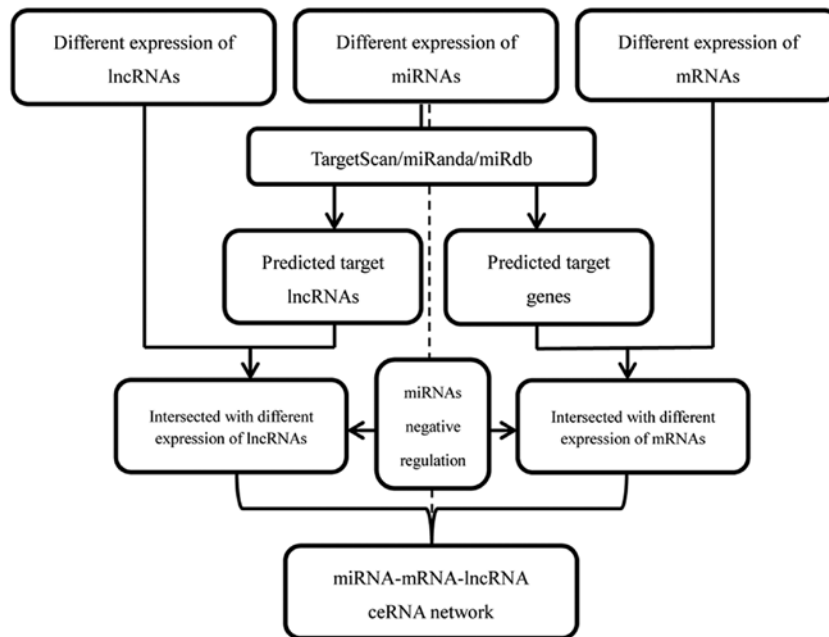 Different expression of
lncRNAs
Different expression of
miRNAs
Different expression of
mRNAs
TargetScan/miRanda/miRdb
Predicted target
lncRNAs
Predicted target
genes
Intersected with different
expression of lncRNAs
miRNAs
negative
regulation
Intersected with different
expression of mRNAs
miRNA-mRNA-lncRNA
ceRNA network